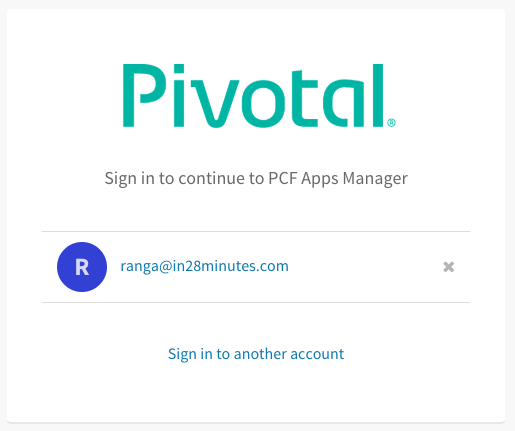 Pivotal®
Sign in to continue to PCF Apps Manager
R
ranga@in28minutes.com
✖
Sign in to another account